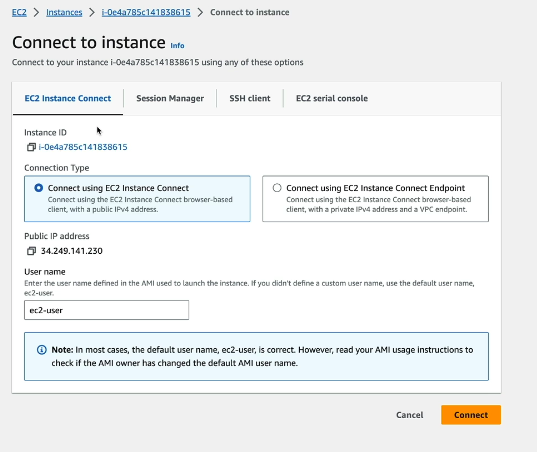 EC2 > Instances > i-0e4a785c141838615 > Connect to instance
Connect to instance Info
Connect to your instance i-0e4a785c141838615 using any of these options
EC2 Instance Connect
Session Manager
SSH client
EC2 serial console
Instance ID
i-0e4a785c141838615
Connection Type
Connect using EC2 Instance Connect
Connect using the EC2 Instance Connect browser-based
client, with a public IPv4 address.
Connect using EC2 Instance Connect Endpoint
Connect using the EC2 Instance Connect browser-based
client, with a private IPv4 address and a VPC endpoint.
Public IP address
34.249.141.230
User name
Enter the user name defined in the AMI used to launch the instance. If you didn't define a custom user name, use the default user name,
ec2-user.
ec2-user
Note: In most cases, the default user name, ec2-user, is correct. However, read your AMI usage instructions to
check if the AMI owner has changed the default AMI user name.
Cancel
Connect